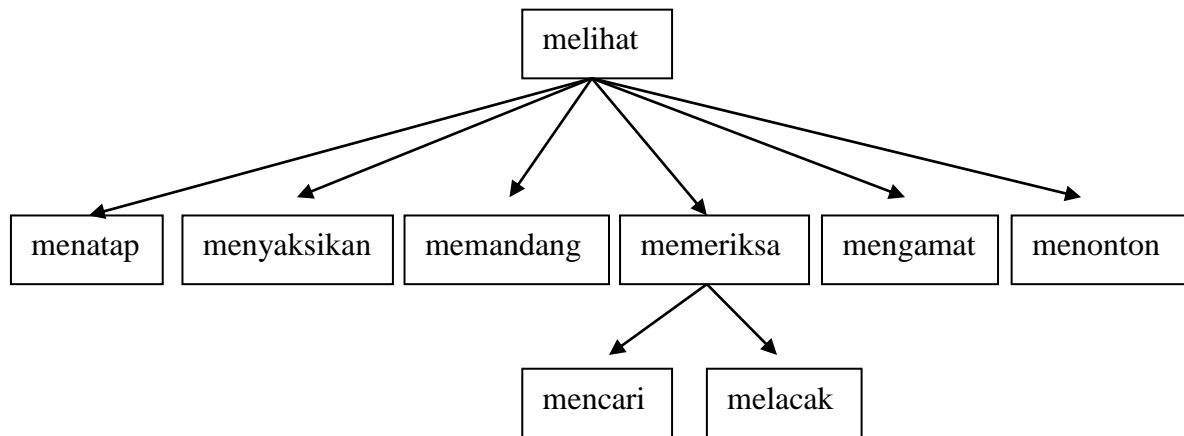 melihat
menatap
menyaksikan
memandang
memeriksa
mengamat
menonton
mencari
melacak